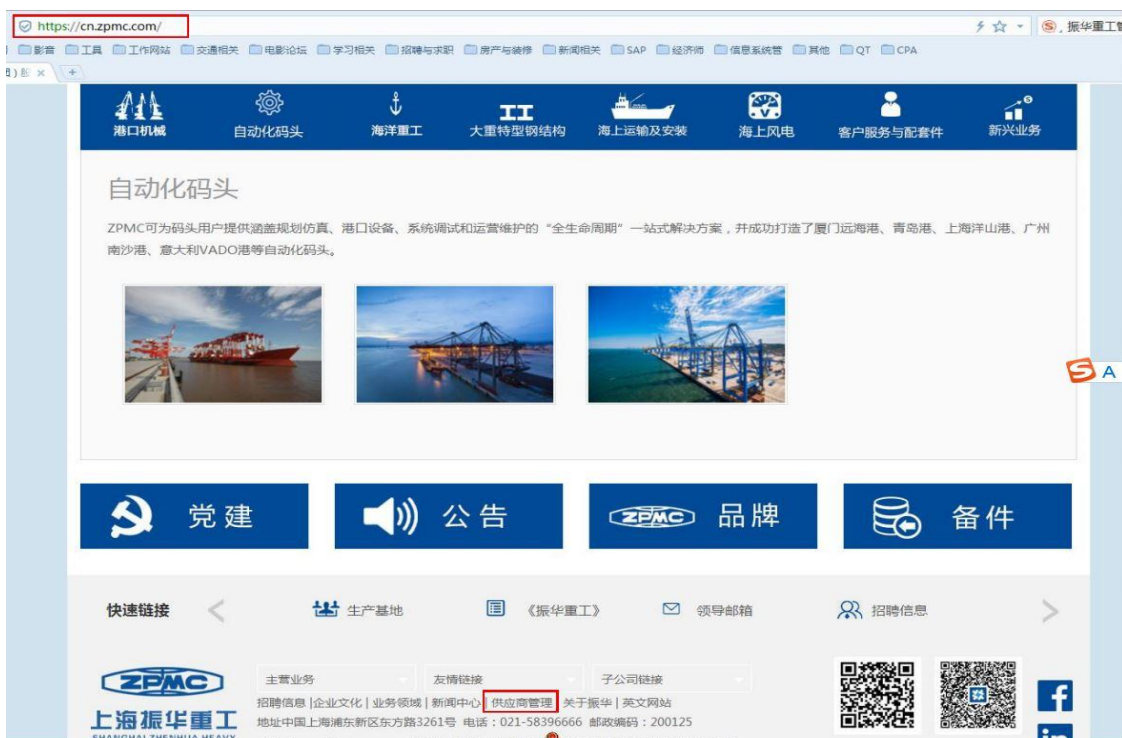 https://cn.zpmc.com/
振华重工
影音 工具 工作网站 交通相关 电影论坛 学习相关 招聘与求职 房产与装修 新闻相关 SAP 经济师 信息系统管 其他 QT CPA
港口机械 自动化码头 海洋重工 大重特型钢结构 海上运输及安装 海上风电 客户服务与配套件 新兴业务
自动化码头
ZPMC可为码头用户提供涵盖规划仿真、港口设备、系统调试和运营维护的“全生命周期”一站式解决方案，并成功打造了厦门远海港、青岛港、上海洋山港、广州
南沙港、意大利VADO港等自动化码头。
A
党建 公告 ZPMC 品牌 备件
快速链接 生产基地 《振华重工》 领导邮箱 招聘信息
ZPMC
主营业务 友情链接 子公司链接
招聘信息 |企业文化 | 业务领域 | 新闻中心 | 供应商管理 | 关于振华 | 英文网站
上海振华重工
地址中国上海浦东新区东方路3261号 电话：021-58396666 邮政编码：200125
SHANGHAI ZHENHUA HEAVY